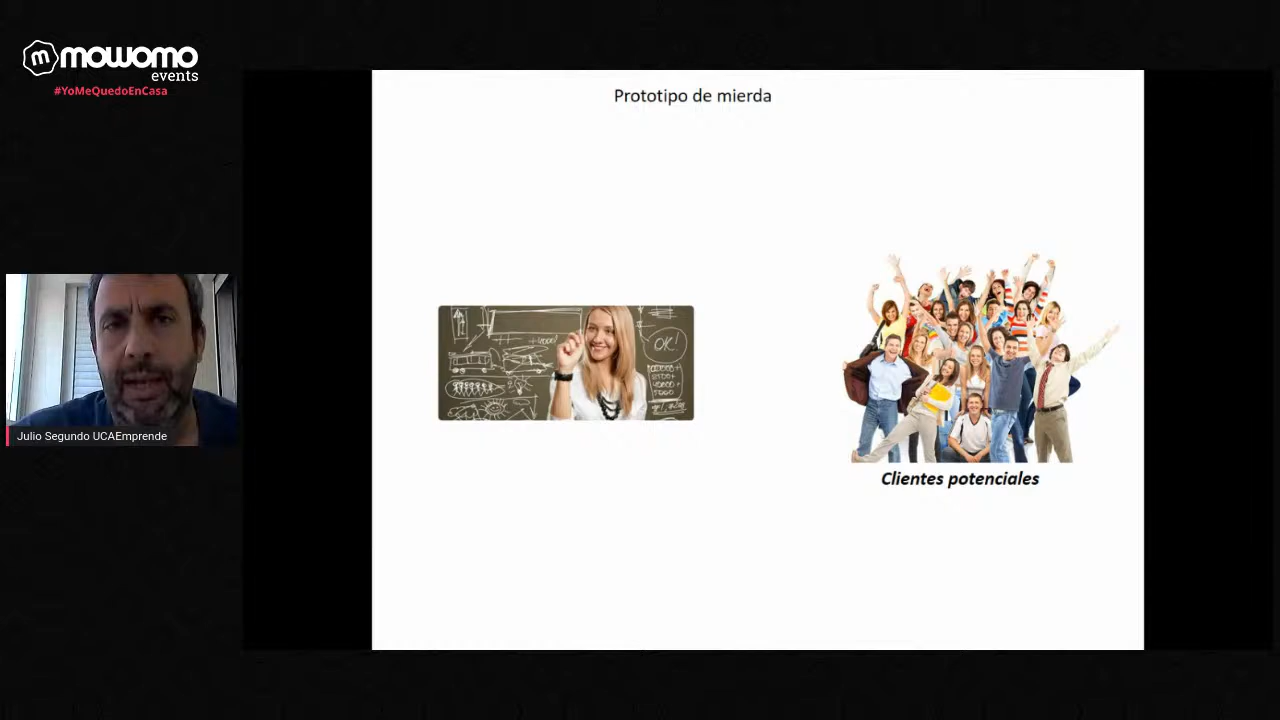 mowomo
events
#YoMeQuedoEnCasa
Prototipo de mierda
OK!
Clientes potenciales
Julio Segundo UCAEmprende